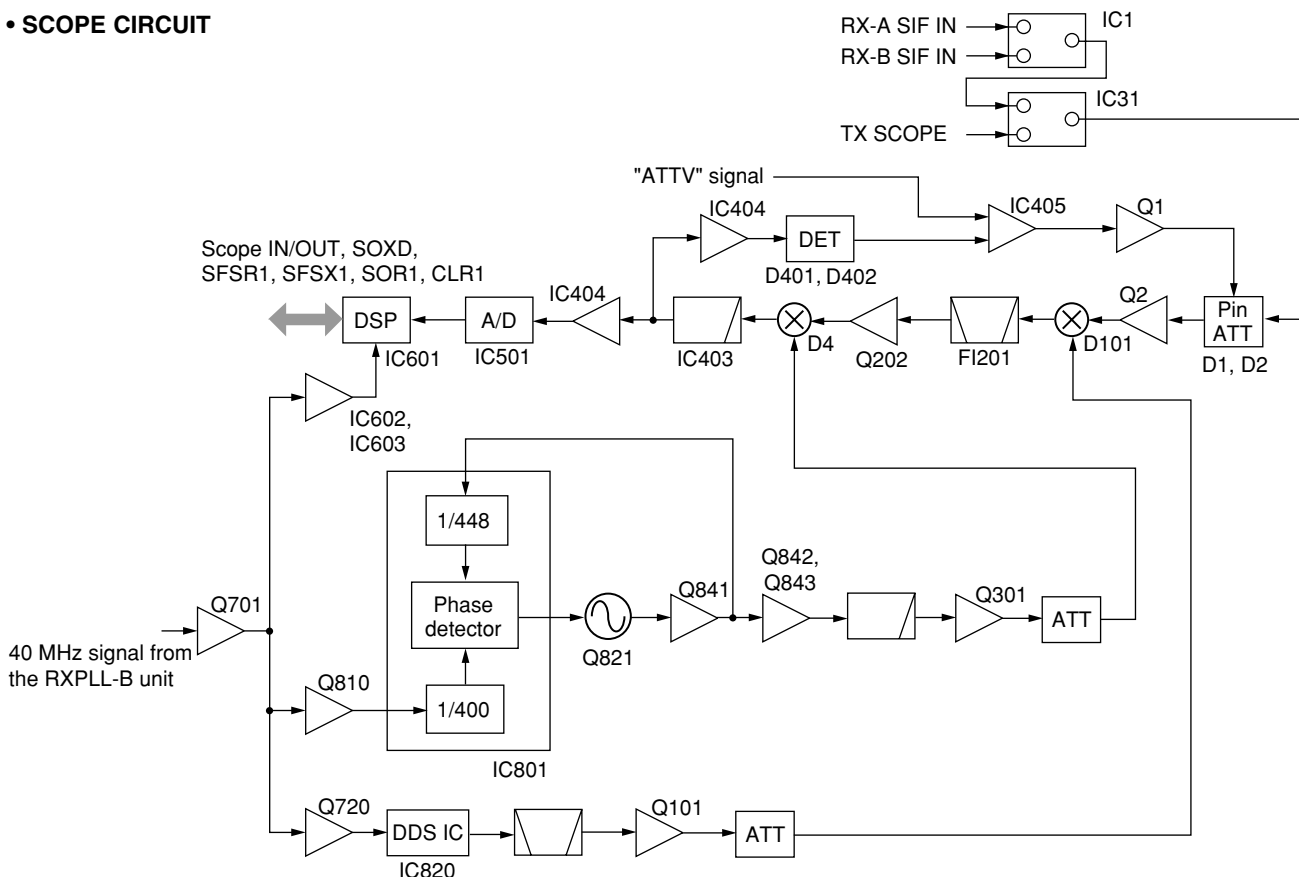 • SCOPE CIRCUIT
RX-A SIF IN
IC1
RX-B SIF IN
IC31
TX SCOPE
"ATTV" signal
IC404
IC405
Q1
DET
Scope IN/OUT, SOXD,
SFSR1, SFSX1, SOR1, CLR1
D401, D402
IC404
Q2
DSP
A/D
Pin
ATT
IC601
IC501
IC403
D4
Q202
FI201
D101
D1, D2
IC602,
IC603
1/448
Q842,
Q843
Q701
Phase
detector
Q841
Q301
ATT
Q821
40 MHz signal from
the RXPLL-B unit
Q810
1/400
IC801
Q720
Q101
DDS IC
ATT
IC820